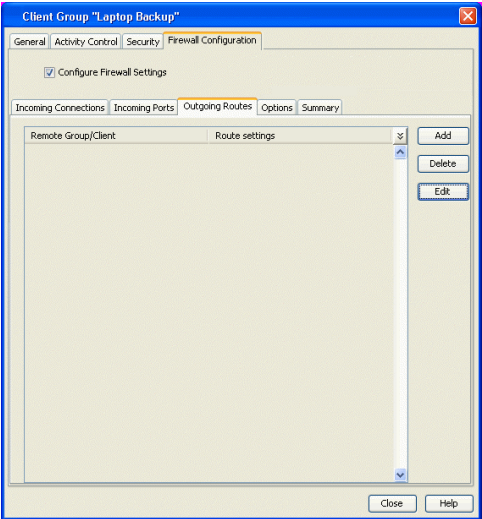 Client Group "Laptop Backup"
General Activity Control Security Firewall Configuration
Configure Firewall Settings
Incoming Connections Incoming Ports Outgoing Routes Options Summary
Remote Group/Client Route settings Add
Delete
Edit
Close Help